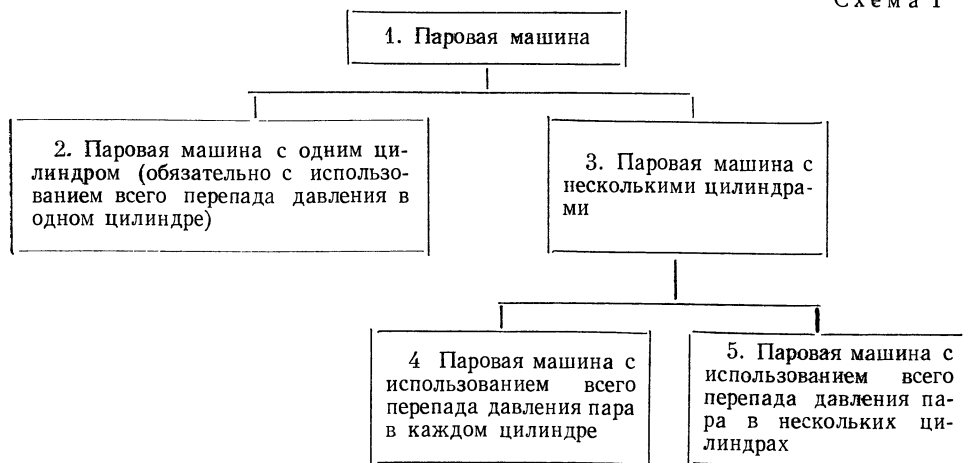 Схема 1
1. Паровая машина
2. Паровая машина с одним ци-
линдром (обязательно с использо-
ванием всего перепада давления в
одном цилиндре)
3. Паровая машина с
несколькими цилиндра-
ми
4 Паровая машина с
использованием всего
перепада давления пара
в каждом цилиндре
5. Паровая машина с
использованием всего
перепада давления па-
ра в нескольких ци-
линдрах